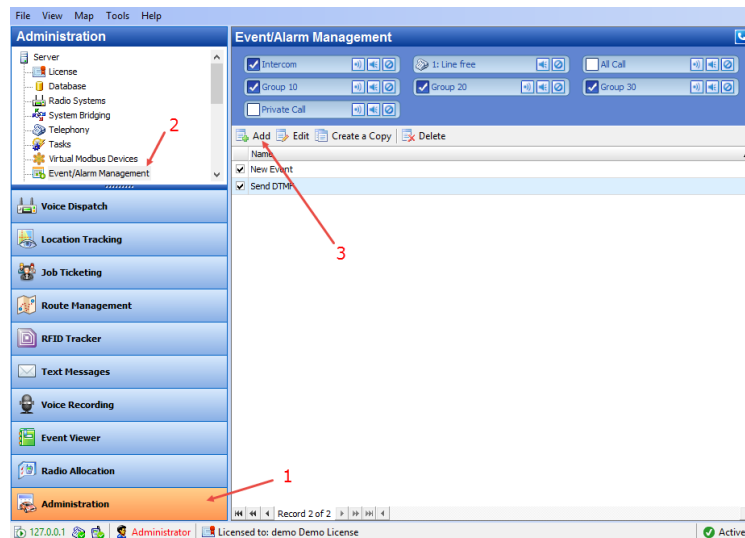 File View Map Tools Help
Administration
Server
License
Database
Radio Systems
System Bridging
Telephony
Tasks
Virtual Modbus Devices
Event/Alarm Management
2
Voice Dispatch
Location Tracking
Job Ticketing
Route Management
RFID Tracker
Text Messages
Voice Recording
Event Viewer
Radio Allocation
Administration
1
Event/Alarm Management
Intercom 1: Line free All Call
Group 10 Group 20 Group 30
Private Call
Add Edit Create a Copy Delete
Name
New Event
Send DTMF
3
Record 2 of 2
127.0.0.1 Administrator Licensed to: demo Demo License Active